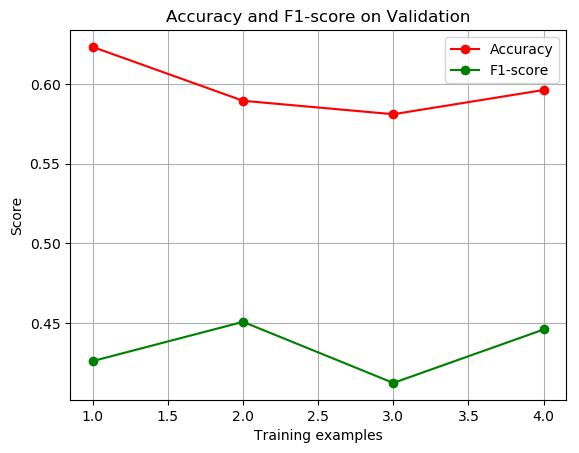 Accuracy and F1-score on Validation
Accuracy
F1-score
Score
0.60
0.55
0.50
0.45
1.0 1.5 2.0 2.5 3.0 3.5 4.0
Training examples